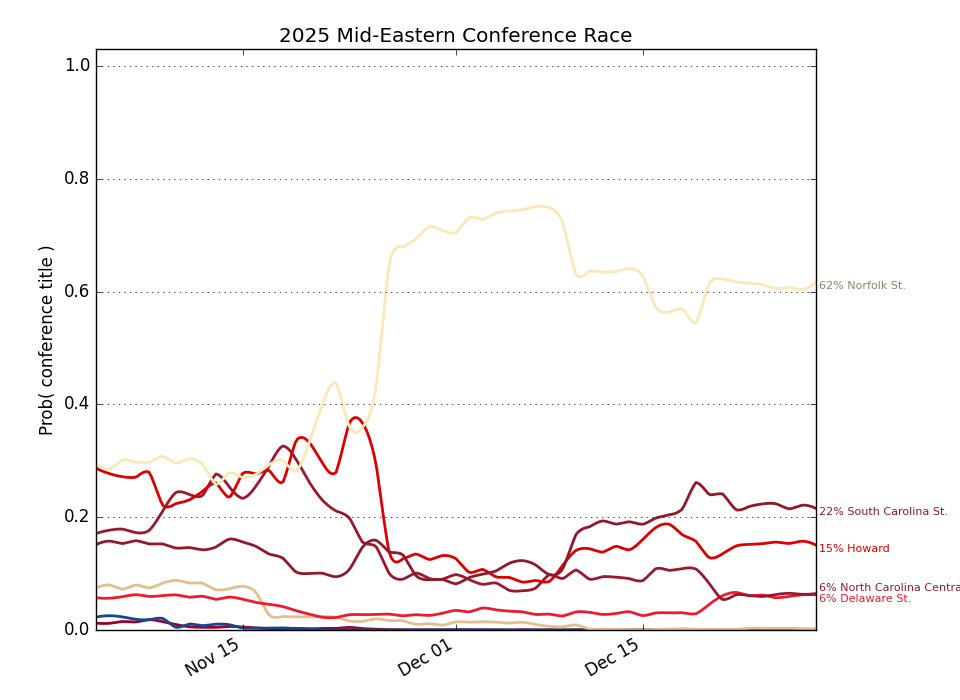 2025 Mid-Eastern Conference Race
1.0
0.8
0.6
0.4
0.2
0.0
Prob( conference title )
62% Norfolk St.
22% South Carolina St.
15% Howard
6% North Carolina Centra
6% Delaware St.
Nov 15
Dec 01
Dec 15